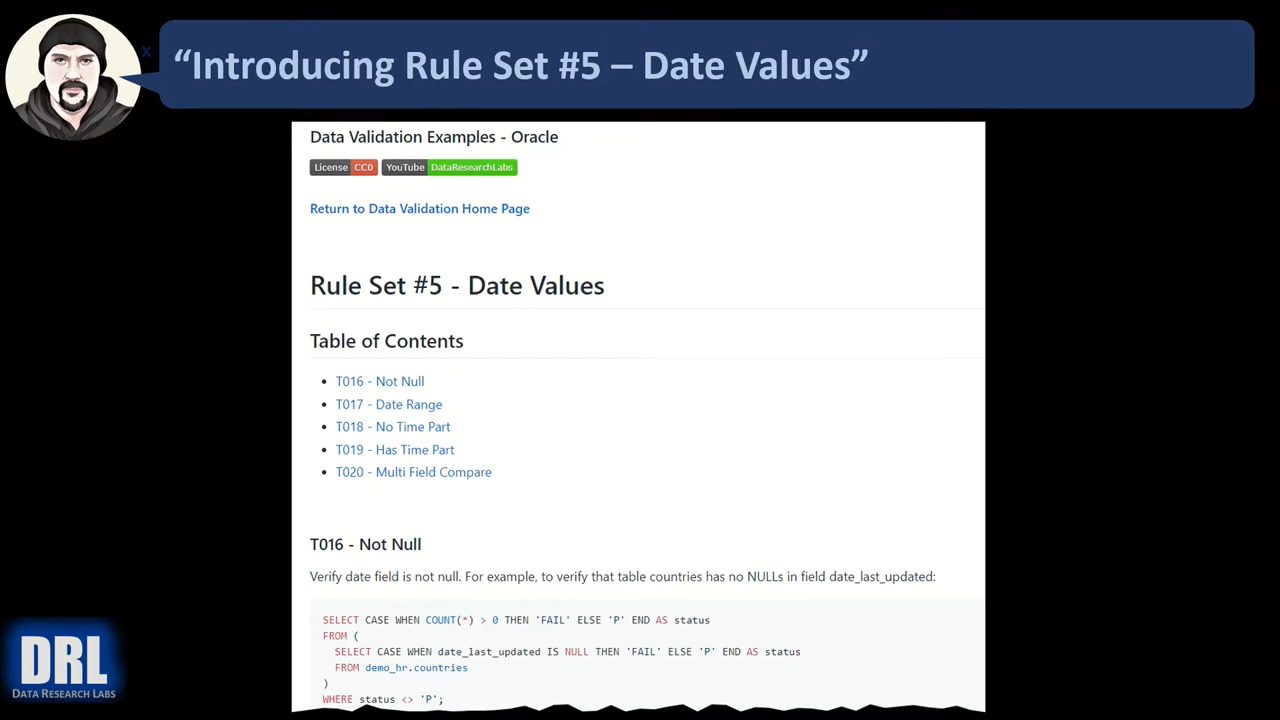 x
“Introducing Rule Set #5 – Date Values”
Data Validation Examples - Oracle
License CC0 YouTube DataResearchLabs
Return to Data Validation Home Page
Rule Set #5 - Date Values
Table of Contents
• T016 - Not Null
• T017 - Date Range
• T018 - No Time Part
• T019 - Has Time Part
• T020 - Multi Field Compare
T016 - Not Null
Verify date field is not null. For example, to verify that table countries has no NULLs in field date_last_updated:
SELECT CASE WHEN COUNT(*) > 0 THEN 'FAIL' ELSE 'P' END AS status
FROM (
SELECT CASE WHEN date_last_updated IS NULL THEN 'FAIL' ELSE 'P' END AS status
FROM demo_hr.countries
)
WHERE status <> 'P';
DRL
DATA RESEARCH LABS